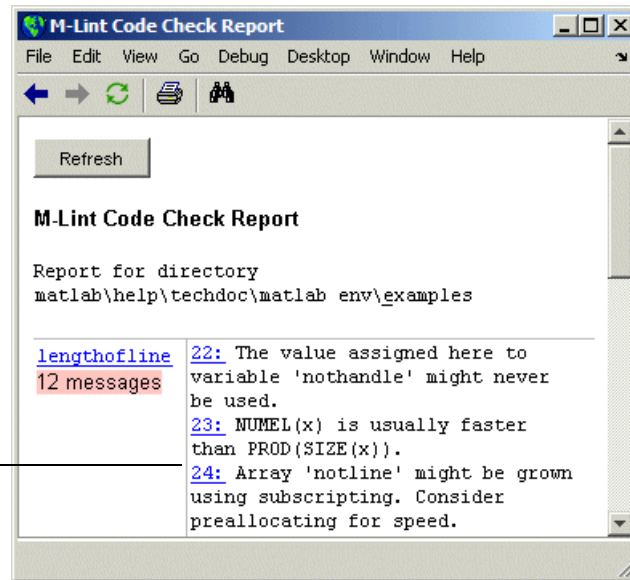 M-Lint Code Check Report
File Edit View Go Debug Desktop Window Help
Refresh
M-Lint Code Check Report
Report for directory
matlab\help\techdoc\matlab env\examples
lengthofline
12 messages
22: The value assigned here to
variable 'nothandle' might never
be used.
23: NUMEL(x) is usually faster
than PROD(SIZE(x)).
24: Array 'notline' might be grown
using subscripting. Consider
preallocating for speed.